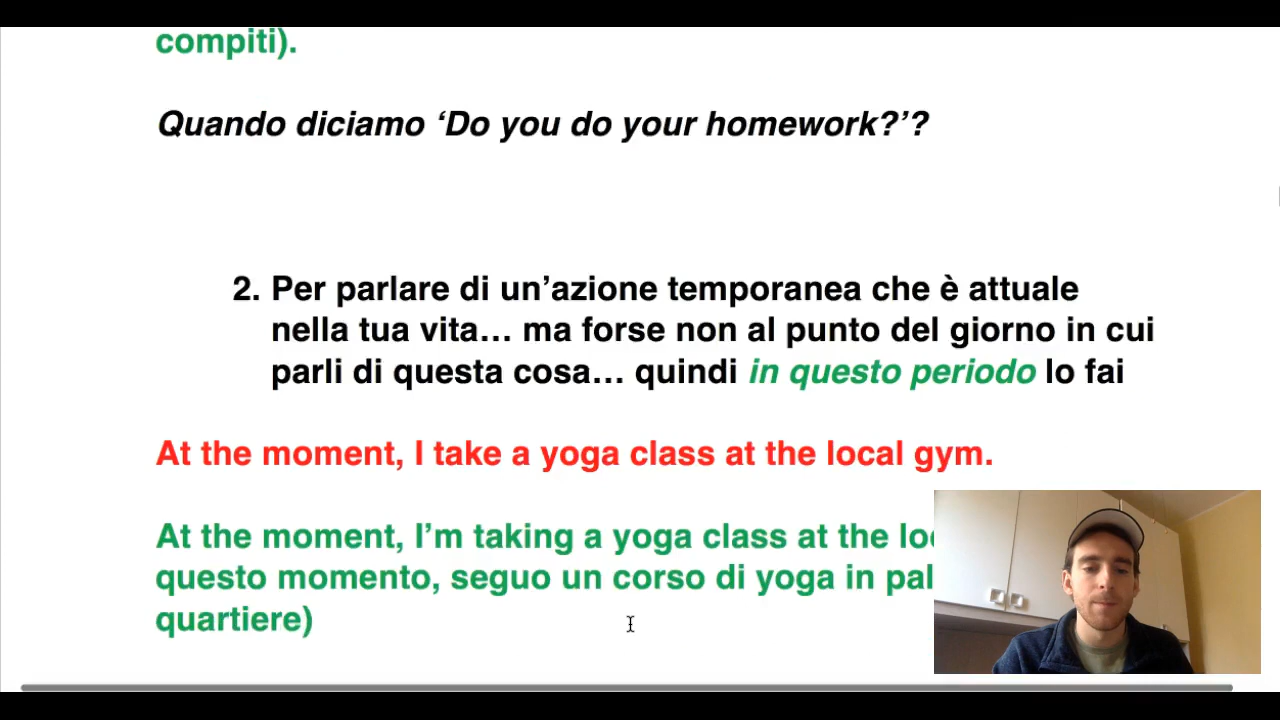 compiti).
Quando diciamo ‘Do you do your homework?’?
2. Per parlare di un’azione temporanea che è attuale
nella tua vita… ma forse non al punto del giorno in cui
parli di questa cosa… quindi in questo periodo lo fai
At the moment, I take a yoga class at the local gym.
At the moment, I’m taking a yoga class at the
questo momento, seguo un corso di yoga in
quartiere)